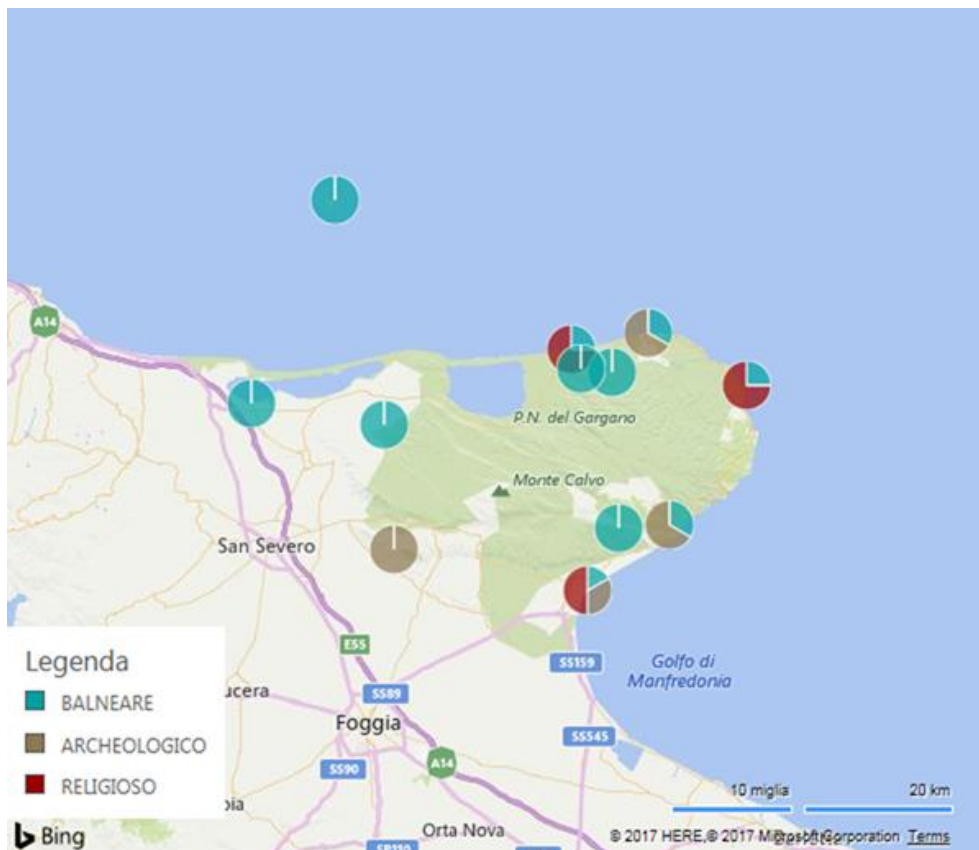 A14
P.N. del Gargano
Monte Calvo
San Severo
E55
SS159
Golfo di
Manfredonia
Legenda
BALNEARE
ARCHEOLOGICO
RELIGIOSO
ucera
SS89
Foggia
SS545
SS90
A14
10 miglia
20 km
oia
Orta Nova
Bing
© 2017 HERE,© 2017 Microsoft Corporation Terms